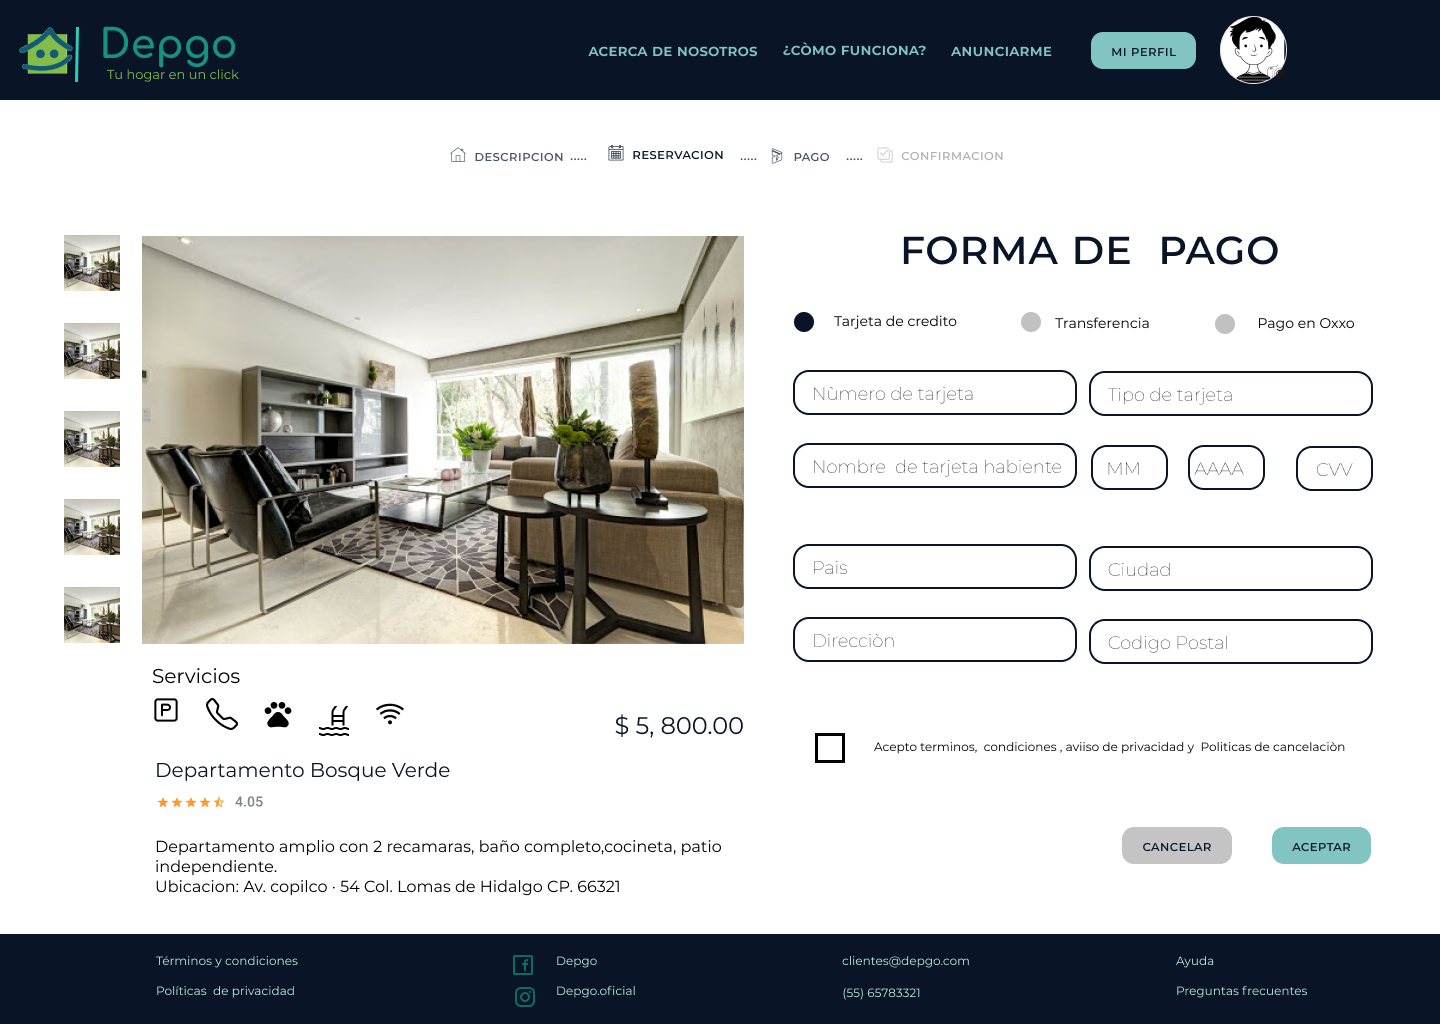 Depgo
Tu hogar en un click
ACERCA DE NOSOTROS
¿CÒMO FUNCIONA?
ANUNCIARME
MI PERFIL
DESCRIPCION .....
RESERVACION .....
PAGO .....
CONFIRMACION
FORMA DE PAGO
Tarjeta de credito
Transferencia
Pago en Oxxo
Nùmero de tarjeta
Tipo de tarjeta
Nombre de tarjeta habiente
MM
AAAA
CVV
Pais
Ciudad
Direcciòn
Codigo Postal
Servicios
P
$ 5, 800.00
Acepto terminos, condiciones , aviiso de privacidad y Politicas de cancelaciòn
Departamento Bosque Verde
4.05
Departamento amplio con 2 recamaras, baño completo,cocineta, patio
independiente.
Ubicacion: Av. copilco · 54 Col. Lomas de Hidalgo CP. 66321
CANCELAR
ACEPTAR
Términos y condiciones
Políticas de privacidad
Depgo
Depgo.oficial
clientes@depgo.com
(55) 65783321
Ayuda
Preguntas frecuentes